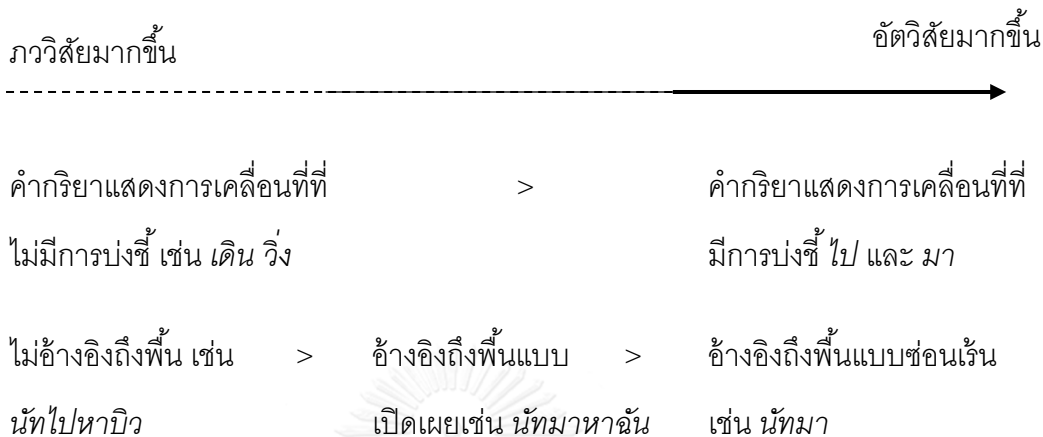 ภววิสัยมากขึ้น อัตวิสัยมากขึ้น
คำกริยาแสดงการเคลื่อนที่ที่ > คำกริยาแสดงการเคลื่อนที่ที่
ไม่มีการบ่งชี้ เช่น เดิน วิ่ง มีการบ่งชี้ ไป และ มา
ไม่อ้างอิงถึงพื้น เช่น > อ้างอิงถึงพื้นแบบ > อ้างอิงถึงพื้นแบบซ่อนเร้น
นัทไปหาบิว เปิดเผยเช่น นัทมาหาฉัน เช่น นัทมา